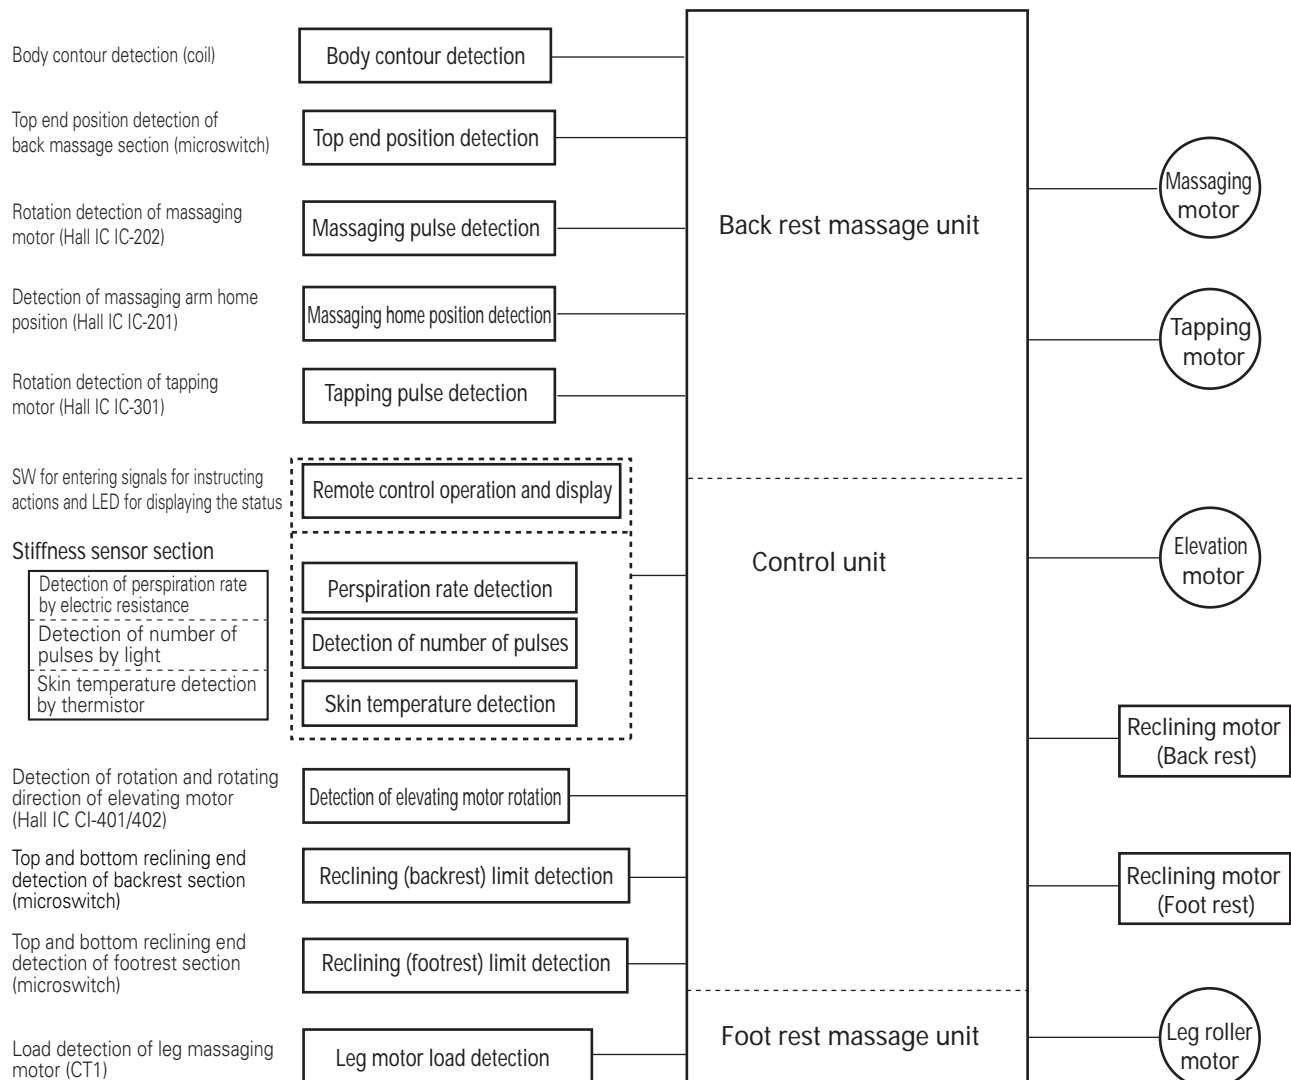 Body contour detection (coil)
Body contour detection
Top end position detection of
back massage section (microswitch)
Top end position detection
Rotation detection of massaging
motor (Hall IC IC-202)
Massaging pulse detection
Detection of massaging arm home
position (Hall IC IC-201)
Massaging home position detection
Rotation detection of tapping
motor (Hall IC IC-301)
Tapping pulse detection
SW for entering signals for instructing
actions and LED for displaying the status
Remote control operation and display
Stiffness sensor section
Detection of perspiration rate
by electric resistance
Detection of number of
pulses by light
Skin temperature detection
by thermistor
Perspiration rate detection
Detection of number of pulses
Skin temperature detection
Detection of rotation and rotating
direction of elevating motor
(Hall IC CI-401/402)
Detection of elevating motor rotation
Top and bottom reclining end
detection of backrest section
(microswitch)
Reclining (backrest) limit detection
Top and bottom reclining end
detection of footrest section
(microswitch)
Reclining (footrest) limit detection
Load detection of leg massaging
motor (CT1)
Leg motor load detection
Back rest massage unit
Control unit
Foot rest massage unit
Massaging
motor
Tapping
motor
Elevation
motor
Reclining motor
(Back rest)
Reclining motor
(Foot rest)
Leg roller
motor